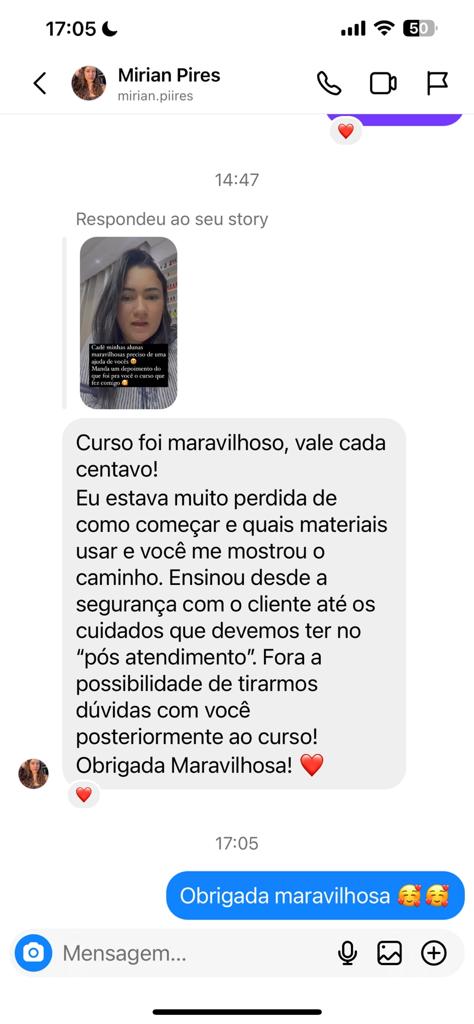 17:05
50
Mirian Pires
mirian.piires
14:47
Respondeu ao seu story
Cadê minhas alunas
maravilhosas preciso de uma
ajuda de vocês
Manda um depoimento do
que foi pra você o curso que
fez comigo
Curso foi maravilhoso, vale cada
centavo!
Eu estava muito perdida de
como começar e quais materiais
usar e você me mostrou o
caminho. Ensinou desde a
segurança com o cliente até os
cuidados que devemos ter no
“pós atendimento”. Fora a
possibilidade de tirarmos
dúvidas com você
posteriormente ao curso!
Obrigada Maravilhosa! ❤️
17:05
Obrigada maravilhosa 🥰🥰
Mensagem...